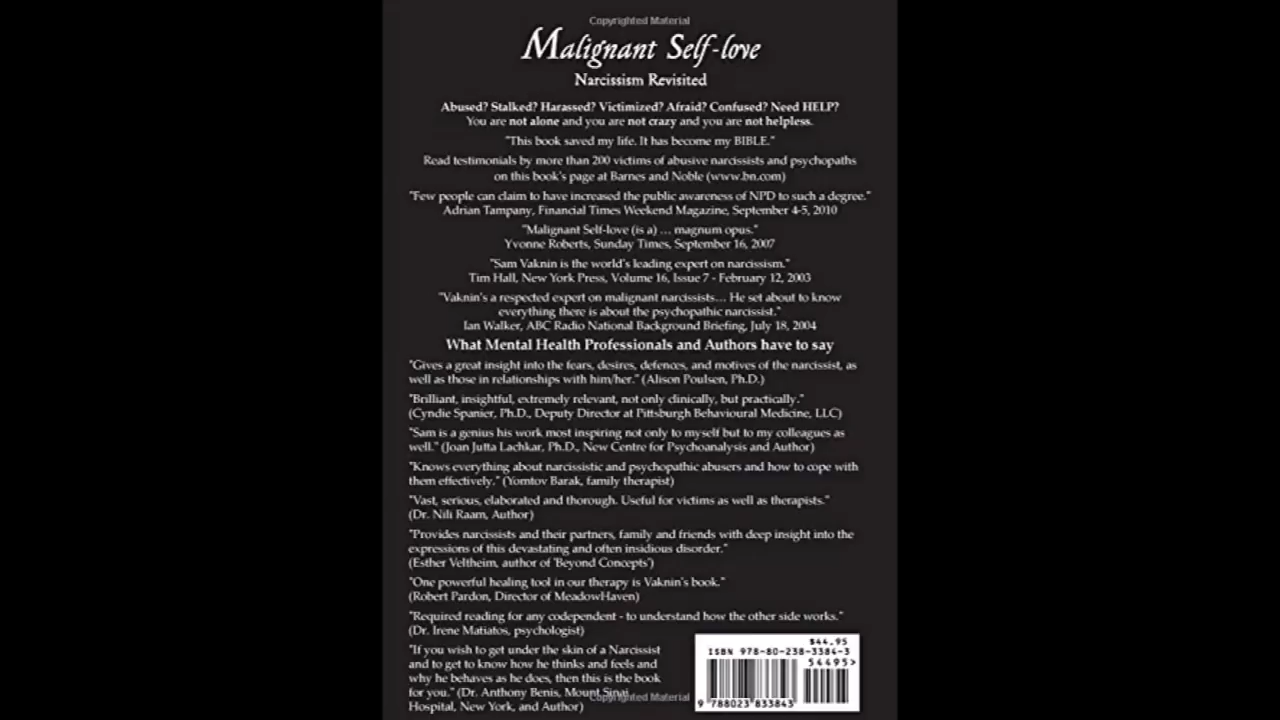 Copyrighted Material
Malignant Self-love
Narcissism Revisited
Abused? Stalked? Harassed? Victimized? Afraid? Confused? Need HELP?
You are not alone and you are not crazy and you are not helpless.
"This book saved my life. It has become my BIBLE."
Read testimonials by more than 200 victims of abusive narcissists and psychopaths
on this book's page at Barnes and Noble (www.bn.com)
"Few people can claim to have increased the public awareness of NPD to such a degree."
Adrian Tampany, Financial Times Weekend Magazine, September 4-5, 2010
"Malignant Self-love (is a) ... magnum opus."
Yvonne Roberts, Sunday Times, September 16, 2007
"Sam Vaknin is the world's leading expert on narcissism."
Tim Hall, New York Press, Volume 16, Issue 7 - February 12, 2003
"Vaknin's a respected expert on malignant narcissists... He set about to know
everything there is about the psychopathic narcissist."
Ian Walker, ABC Radio National Background Briefing, July 18, 2004
What Mental Health Professionals and Authors have to say
"Gives a great insight into the fears, desires, defences, and motives of the narcissist, as
well as those in relationships with him/her." (Alison Poulsen, Ph.D.)
"Brilliant, insightful, extremely relevant, not only clinically, but practically."
(Cyndie Spanier, Ph.D., Deputy Director at Pittsburgh Behavioural Medicine, LLC)
"Sam is a genius his work most inspiring not only to myself but to my colleagues as
well." (Joan Jutta Lachkar, Ph.D., New Centre for Psychoanalysis and Author)
"Knows everything about narcissistic and psychopathic abusers and how to cope with
them effectively." (Yomtov Barak, family therapist)
"Vast, serious, elaborated and thorough. Useful for victims as well as therapists."
(Dr. Nili Raam, Author)
"Provides narcissists and their partners, family and friends with deep insight into the
expressions of this devastating and often insidious disorder."
(Esther Veltheim, author of 'Beyond Concepts')
"One powerful healing tool in our therapy is Vaknin's book."
(Robert Pardon, Director of MeadowHaven)
"Required reading for any codependent - to understand how the other side works."
(Dr. Irene Matiatos, psychologist)
"If you wish to get under the skin of a Narcissist
and to get to know how he thinks and feels and
why he behaves as he does, then this is the book
for you." (Dr. Anthony Benis, Mount Sinai
Hospital, New York, and Author)
Copyrighted Material
$44.95
ISBN 978-80-238-3384-3
54495>
9 788023 833843